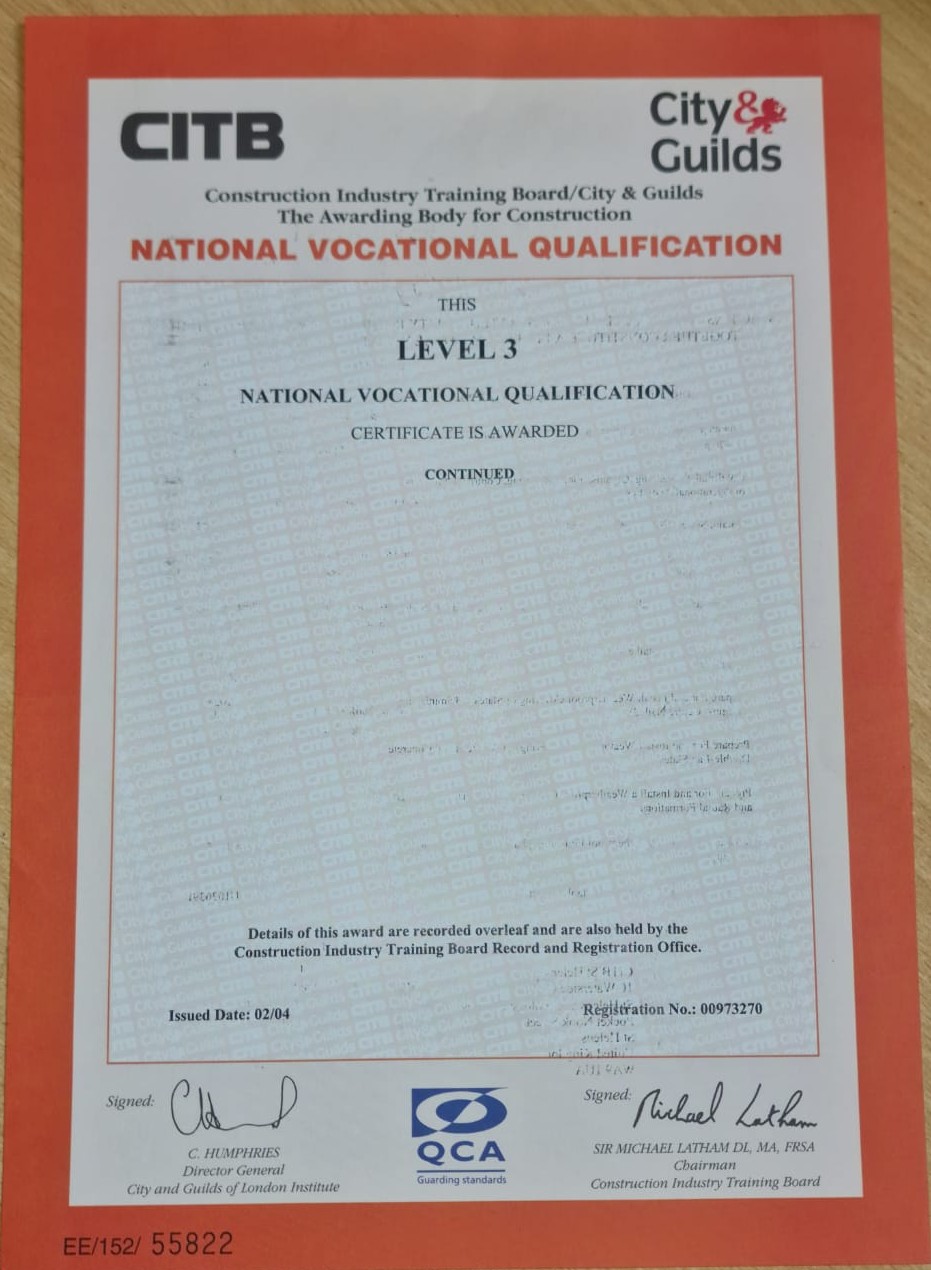 CITB
City&
Guilds
Construction Industry Training Board/City & Guilds
The Awarding Body for Construction
NATIONAL VOCATIONAL QUALIFICATION
THIS
LEVEL 3
NATIONAL VOCATIONAL QUALIFICATION
CERTIFICATE IS AWARDED
CONTINUED
Details of this award are recorded overleaf and are also held by the
Construction Industry Training Board Record and Registration Office.
Issued Date: 02/04
Registration No.: 00973270
Signed:
Signed:
Michael Latham
C. HUMPHRIES
Director General
City and Guilds of London Institute
QCA
Guarding standards
SIR MICHAEL LATHAM DL, MA, FRSA
Chairman
Construction Industry Training Board
EE/152/ 55822